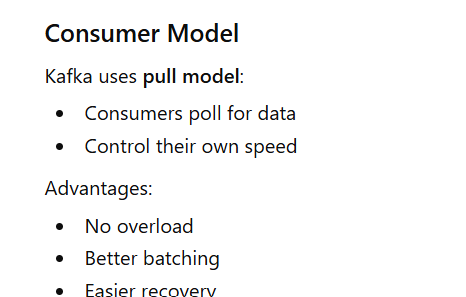 Consumer Model
Kafka uses pull model:
• Consumers poll for data
• Control their own speed
Advantages:
• No overload
• Better batching
• Easier recovery